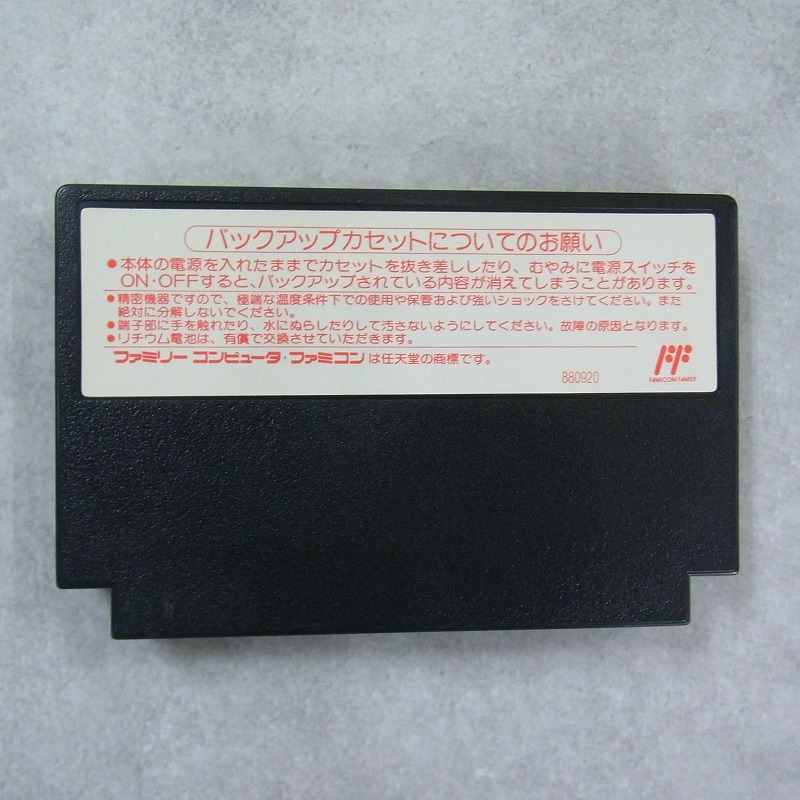 バックアップカセットについてのお願い
●本体の電源を入れたままでカセットを抜き差ししたり、むやみに電源スイッチを
ON・OFFすると、バックアップされている内容が消えてしまうことがあります。
●精密機器ですので、極端な温度条件下での使用や保管および強いショックをさけてください。また
絶対に分解しないでください。
●端子部に手を触れたり、水にぬらしたりして汚さないようにしてください。故障の原因となります。
●リチウム電池は、有償で交換させていただきます。
ファミリー コンピュータ・ファミコン は任天堂の商標です。
880920
FAMICOM FAMILY